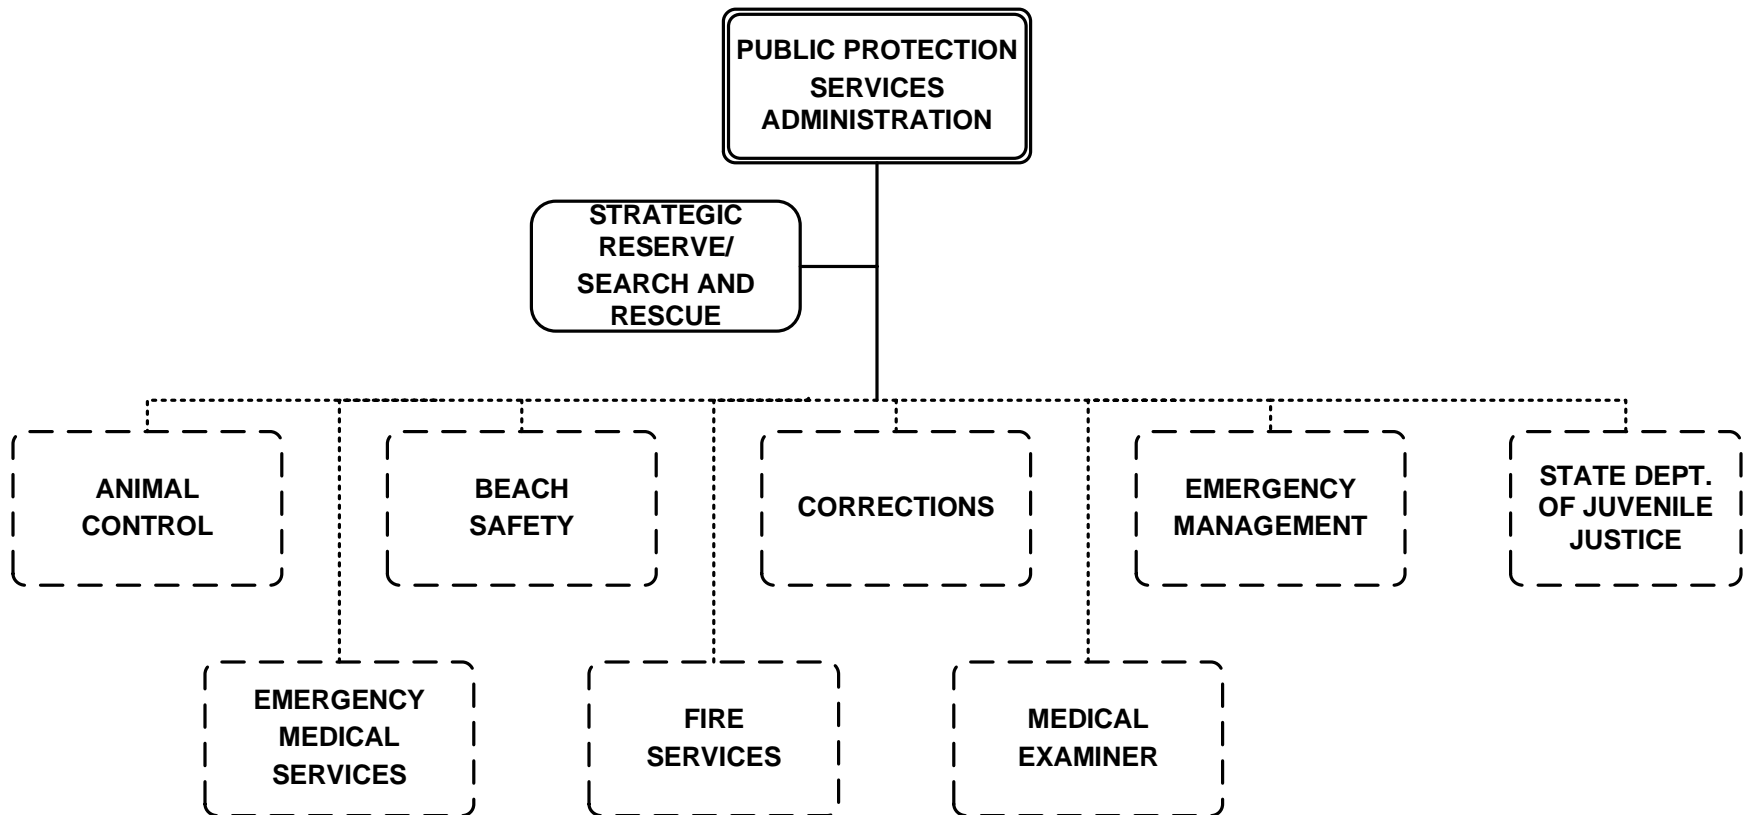 PUBLIC PROTECTION
SERVICES
ADMINISTRATION
STRATEGIC
RESERVE/
SEARCH AND
RESCUE
ANIMAL
CONTROL
BEACH
SAFETY
CORRECTIONS
EMERGENCY
MANAGEMENT
STATE DEPT.
OF JUVENILE
JUSTICE
EMERGENCY
MEDICAL
SERVICES
FIRE
SERVICES
MEDICAL
EXAMINER